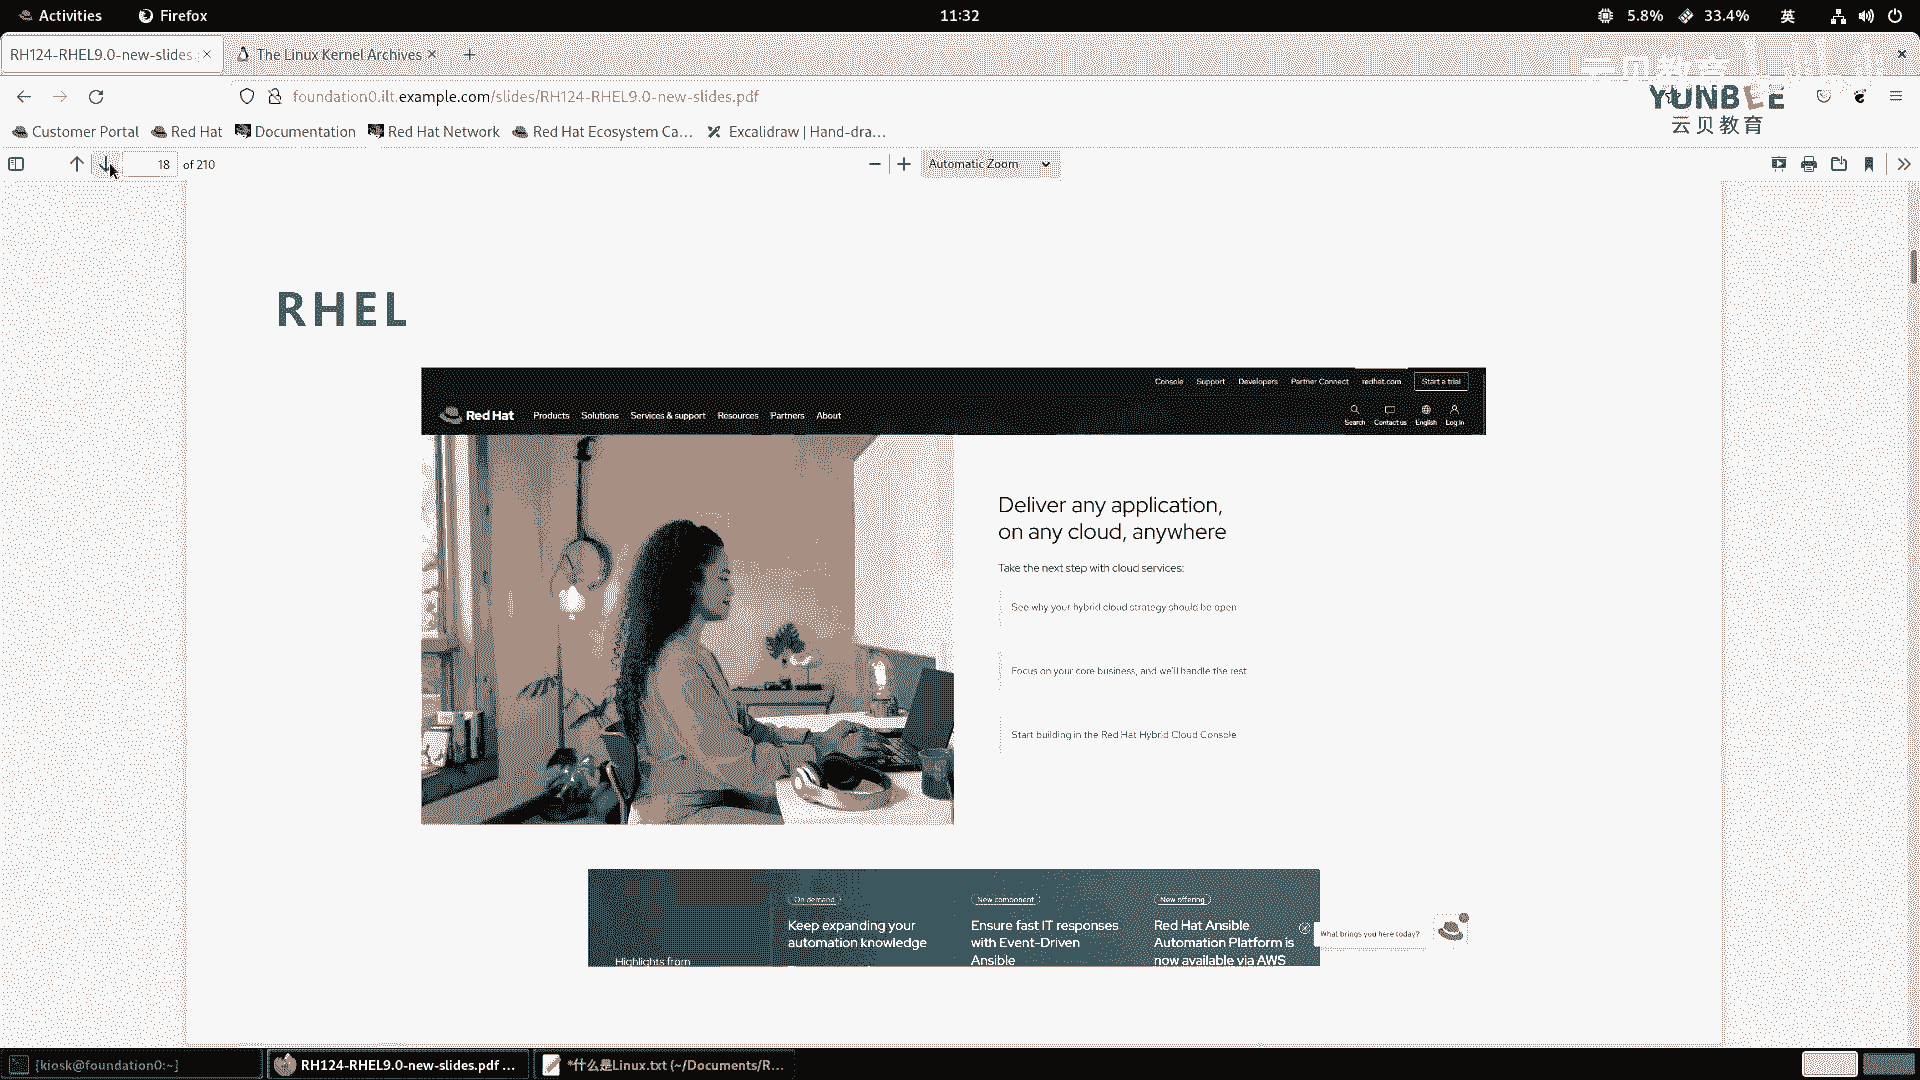 Activities
Firefox
11:32
5.8%
33.4%
英
RH124-RHEL9.0-new-slides
The Linux Kernel Archives
foundation0.ilt.example.com/slides/RH124-RHEL9.0-new-slides.pdf
YUNBEE
云贝教育
Customer Portal
Red Hat
Documentation
Red Hat Network
Red Hat Ecosystem Ca…
Excalidraw | Hand-dra…
18 of 210
Automatic Zoom
RHEL
Console
Support
Developers
Partner Connect
redhat.com
Start a trial
Red Hat
Products
Solutions
Services & support
Resources
Partners
About
Search
Contact us
English
Log in
Deliver any application,
on any cloud, anywhere
Take the next step with cloud services:
See why your hybrid cloud strategy should be open
Focus on your core business, and we'll handle the rest
Start building in the Red Hat Hybrid Cloud Console
On demand
Keep expanding your
automation knowledge
New component
Ensure fast IT responses
with Event-Driven
Ansible
New offering
Red Hat Ansible
Automation Platform is
now available via AWS
Highlights from
What brings you here today?
[kiosk@foundation0:~]
RH124-RHEL9.0-new-slides.pdf …
*什么是Linux.txt (~/Documents/R…